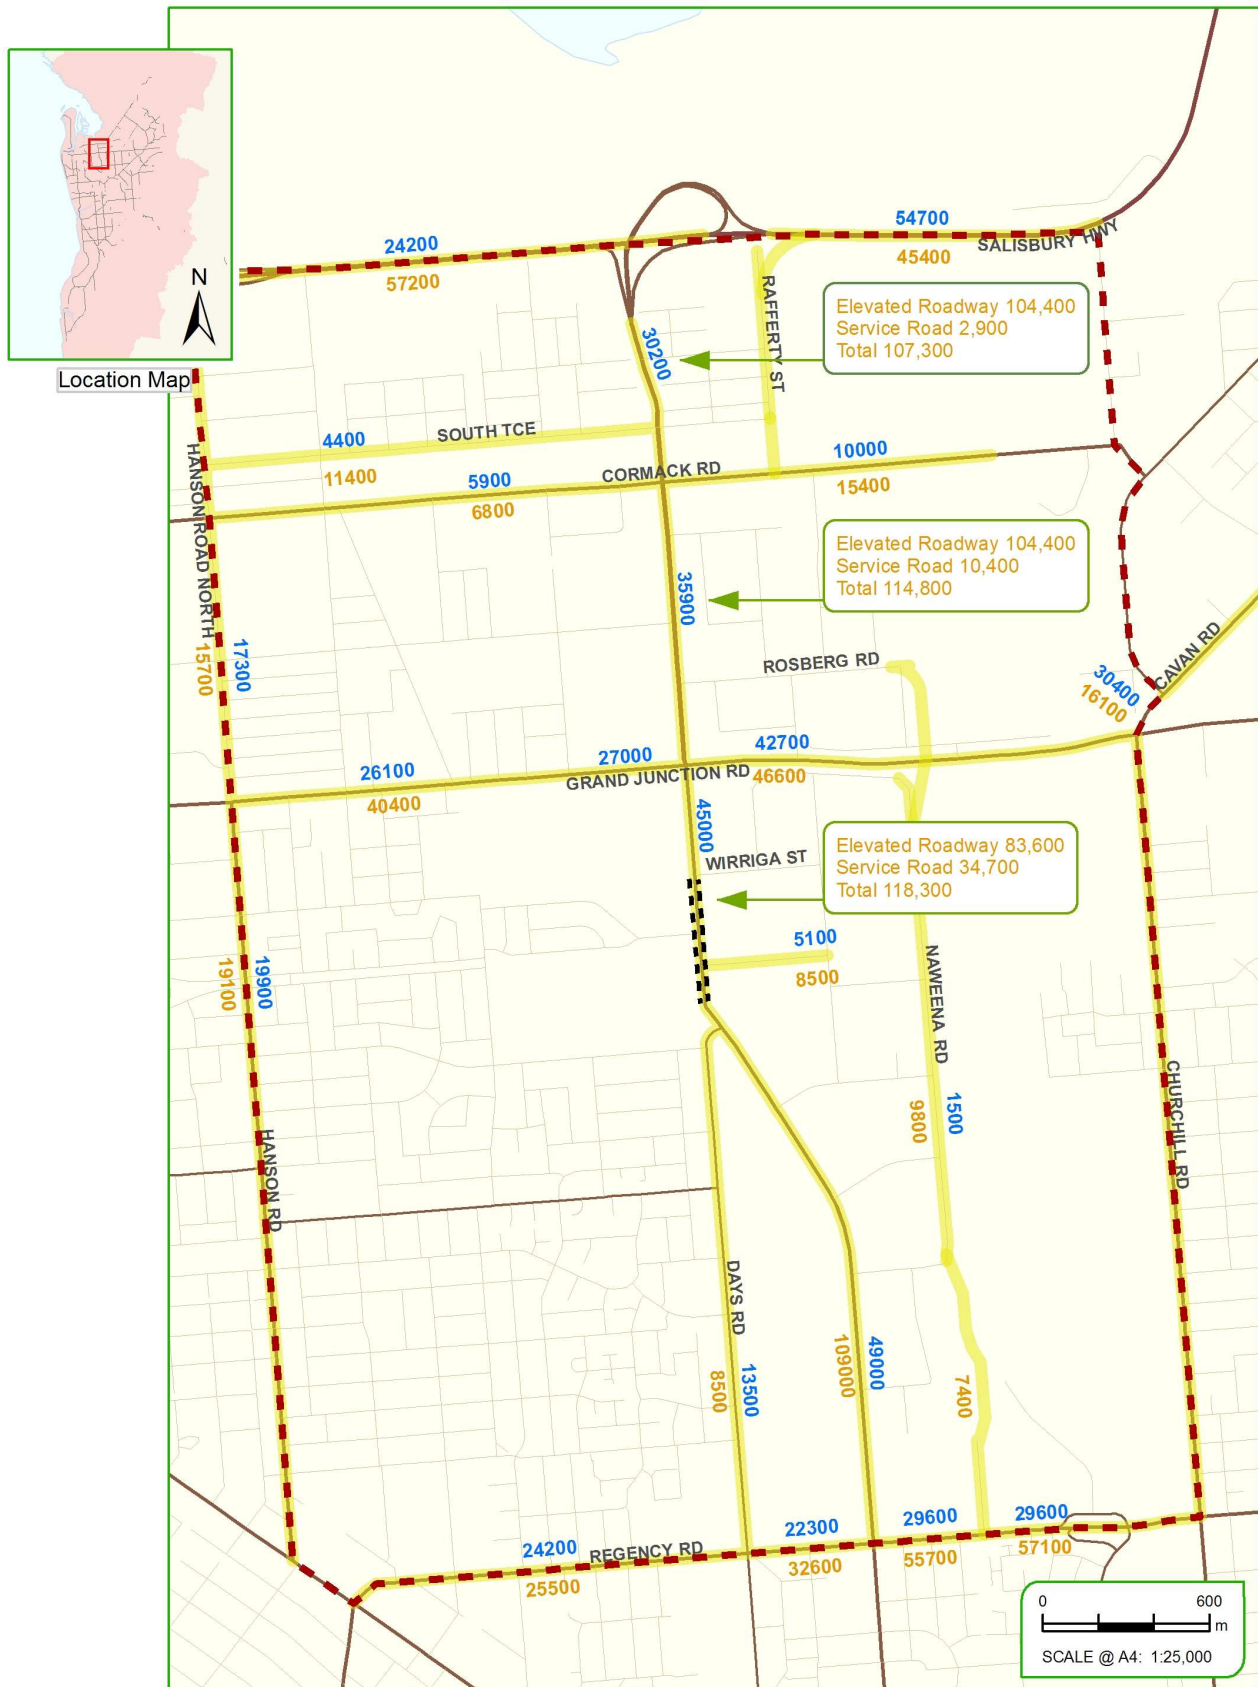 54700
24200
SALISBURY HWY
45400
57200
N
RAFFERTY ST
Elevated Roadway 104,400
Service Road 2,900
Total 107,300
30200
Location Map
SOUTH TCE
4400
11400
10000
CORMACK RD
5900
15400
6800
HANSON ROAD NORTH
Elevated Roadway 104,400
Service Road 10,400
Total 114,800
35900
15700
17300
ROSBERG RD
CAVAN RD
30400
16100
42700
27000
26100
GRAND JUNCTION RD
46600
40400
45000
WIRRIGA ST
Elevated Roadway 83,600
Service Road 34,700
Total 118,300
5100
8500
19100
19900
NAWEENA RD
9800
1500
CHURCHILL RD
HANSON RD
DAYS RD
8500
13500
109000
49000
7400
29600
29600
22300
24200
REGENCY RD
57100
55700
32600
25500
0 600
m
SCALE @ A4: 1:25,000